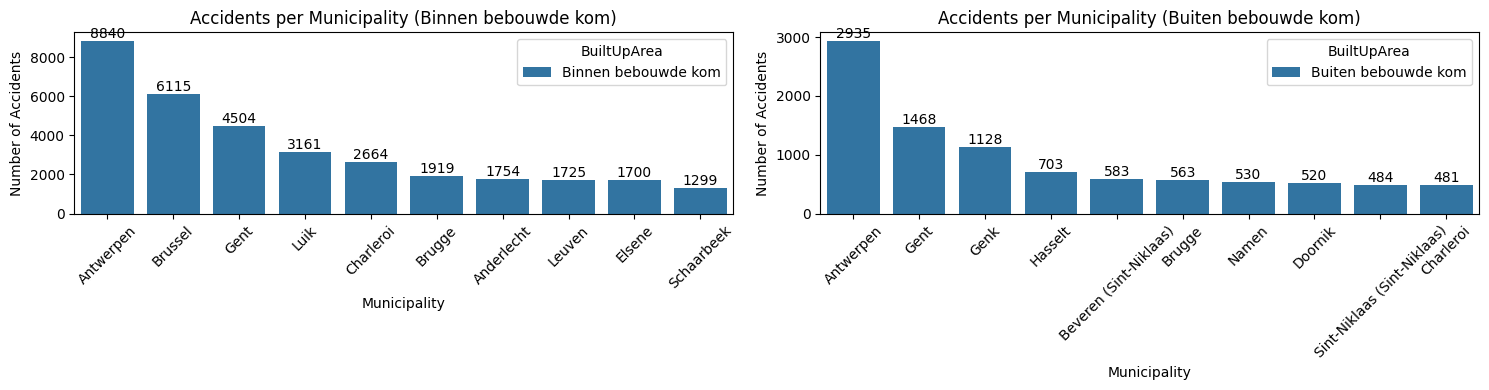 Accidents per Municipality (Binnen bebouwde kom)
Number of Accidents
8000
6000
4000
2000
0
8840
6115
4504
3161
2664
1919
1754
1725
1700
1299
BuiltUpArea
Binnen bebouwde kom
Antwerpen
Brussel
Gent
Luik
Charleroi
Brugge
Anderlecht
Leuven
Elsene
Schaarbeek
Municipality
Accidents per Municipality (Buiten bebouwde kom)
Number of Accidents
3000
2000
1000
0
2935
1468
1128
703
583
563
530
520
484
481
BuiltUpArea
Buiten bebouwde kom
Antwerpen
Gent
Genk
Hasselt
Beveren (Sint-Niklaas)
Brugge
Namen
Doornik
Sint-Niklaas (Sint-Niklaas)
Charleroi
Municipality